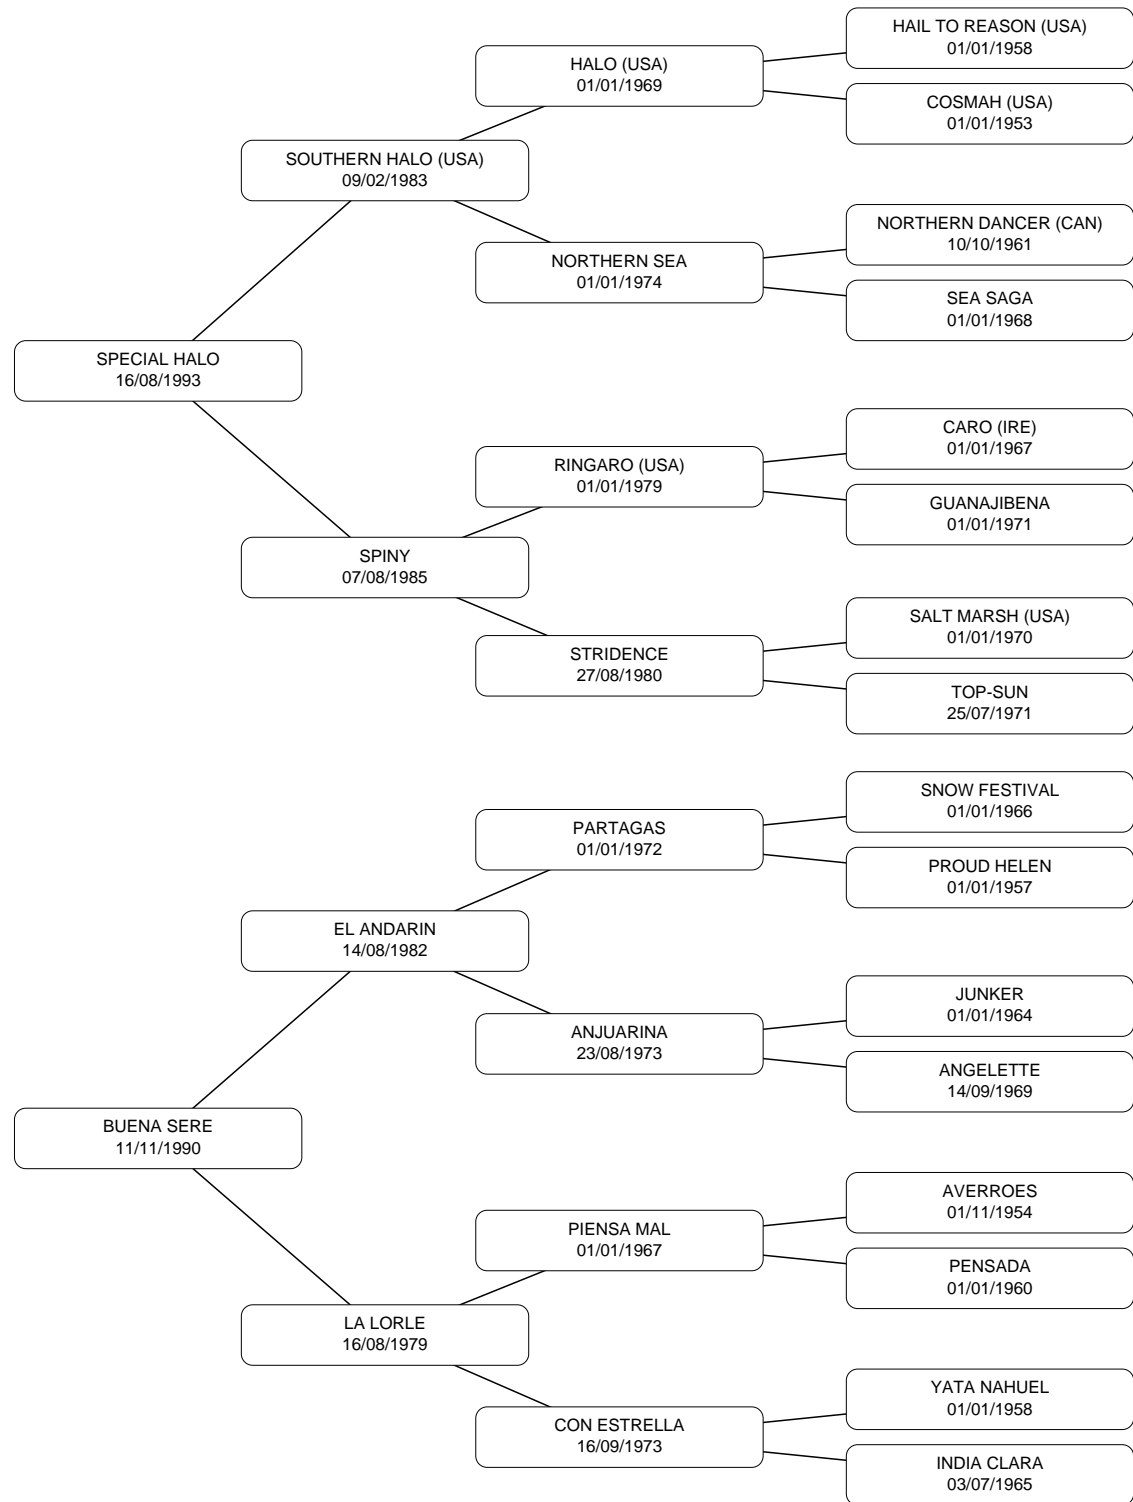 HAIL TO REASON (USA)
01/01/1958
HALO (USA)
01/01/1969
COSMAH (USA)
01/01/1953
SOUTHERN HALO (USA)
09/02/1983
NORTHERN DANCER (CAN)
10/10/1961
NORTHERN SEA
01/01/1974
SEA SAGA
01/01/1968
SPECIAL HALO
16/08/1993
CARO (IRE)
01/01/1967
RINGARO (USA)
01/01/1979
GUANAJIBENA
01/01/1971
SPINY
07/08/1985
SALT MARSH (USA)
01/01/1970
STRIDENCE
27/08/1980
TOP-SUN
25/07/1971
SNOW FESTIVAL
01/01/1966
PARTAGAS
01/01/1972
PROUD HELEN
01/01/1957
EL ANDARIN
14/08/1982
JUNKER
01/01/1964
ANJUARINA
23/08/1973
ANGELETTE
14/09/1969
BUENA SERE
11/11/1990
AVERROES
01/11/1954
PIENSA MAL
01/01/1967
PENSADA
01/01/1960
LA LORLE
16/08/1979
YATA NAHUEL
01/01/1958
CON ESTRELLA
16/09/1973
INDIA CLARA
03/07/1965